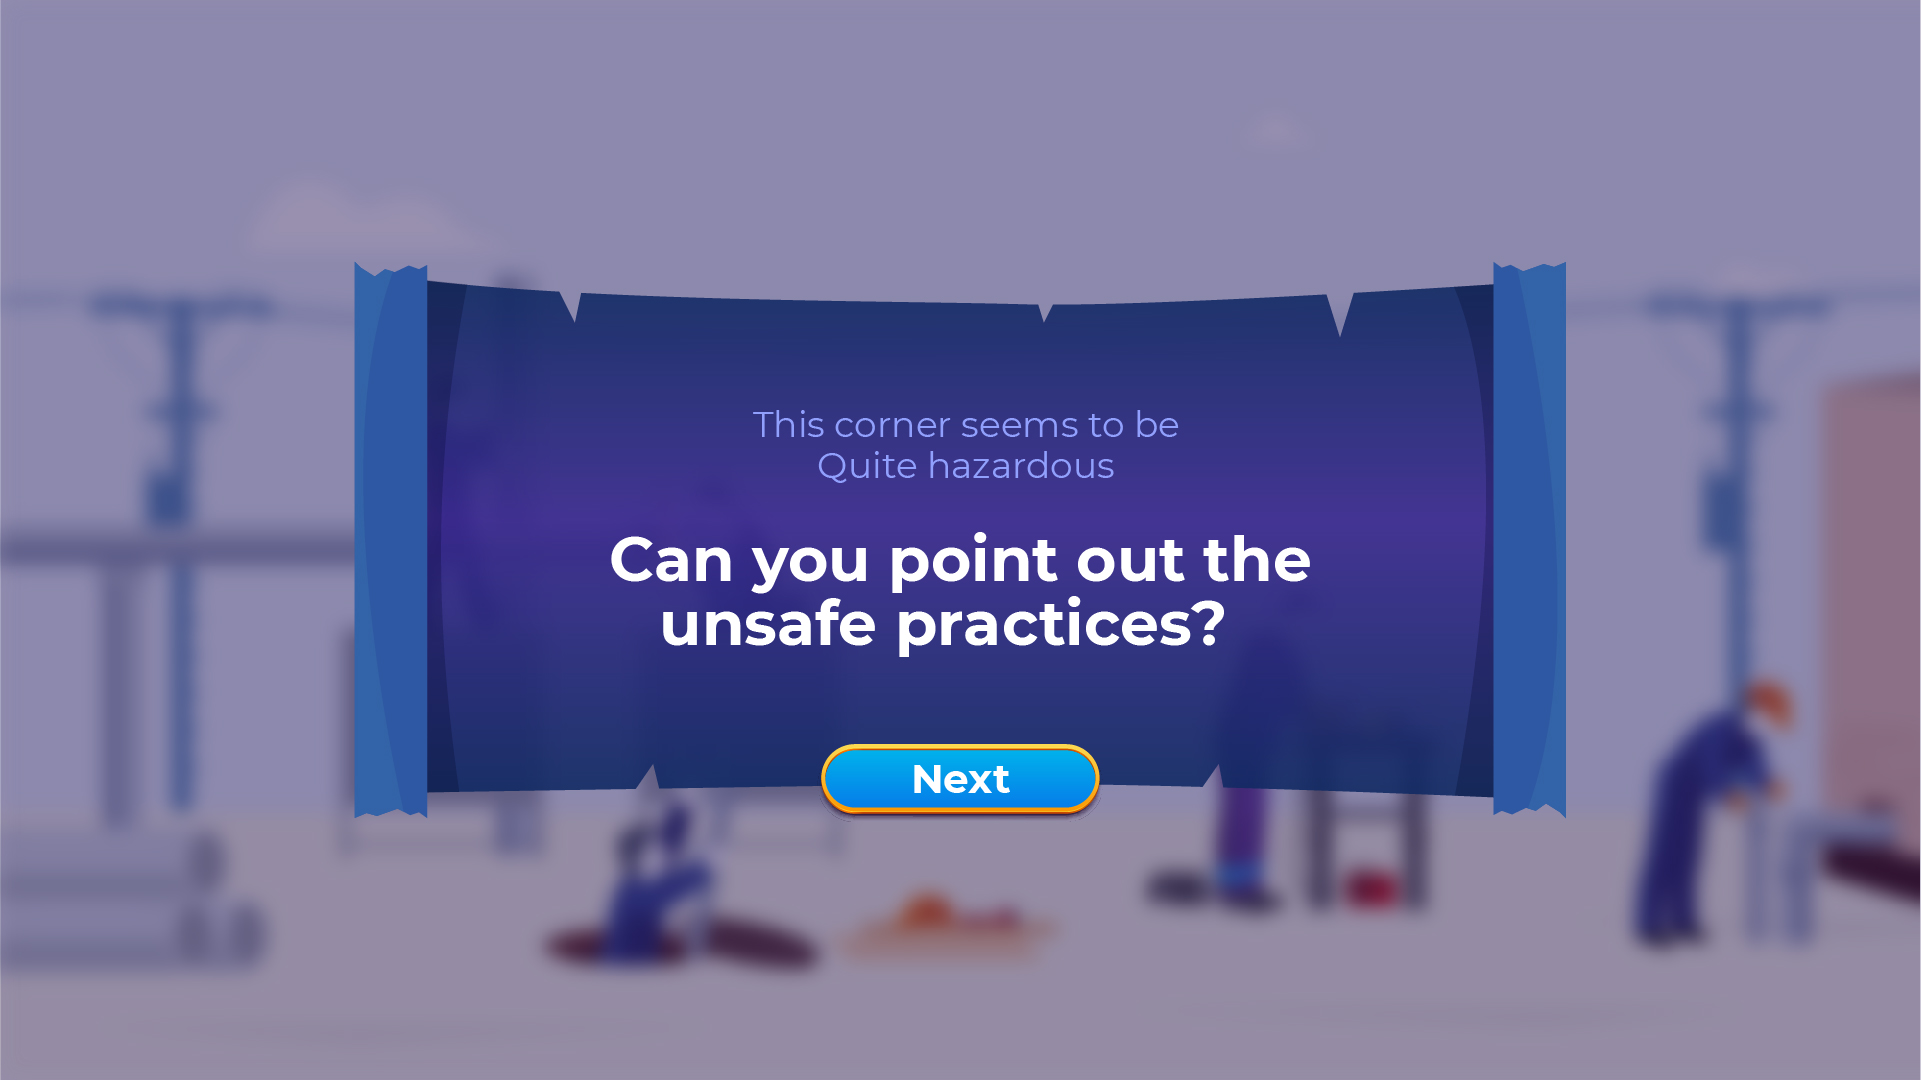 This corner seems to be
Quite hazardous
Can you point out the
unsafe practices?
Next